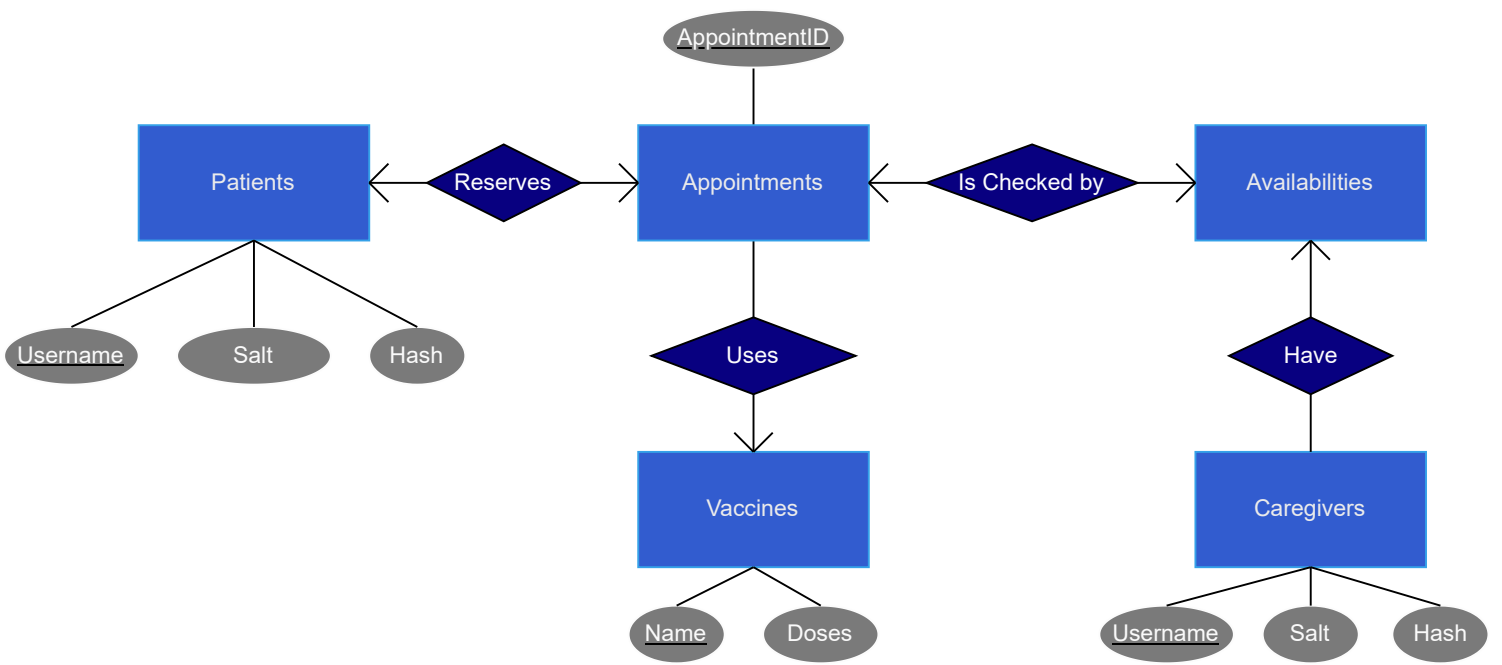 AppointmentID
Patients
Reserves
Appointments
Is Checked by
Availabilities
Username
Salt
Hash
Uses
Have
Vaccines
Caregivers
Name
Doses
Username
Salt
Hash